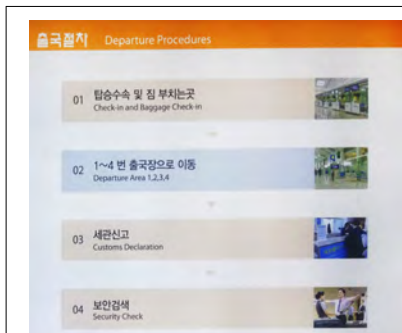 출국절차 Departure Procedures
01 탑승수속 및 짐 부치는곳
Check-in and Baggage Check-in
02 1~4 번 출국장으로 이동
Departure Area 1,2,3,4
03 세관신고
Customs Declaration
04 보안검색
Security Check